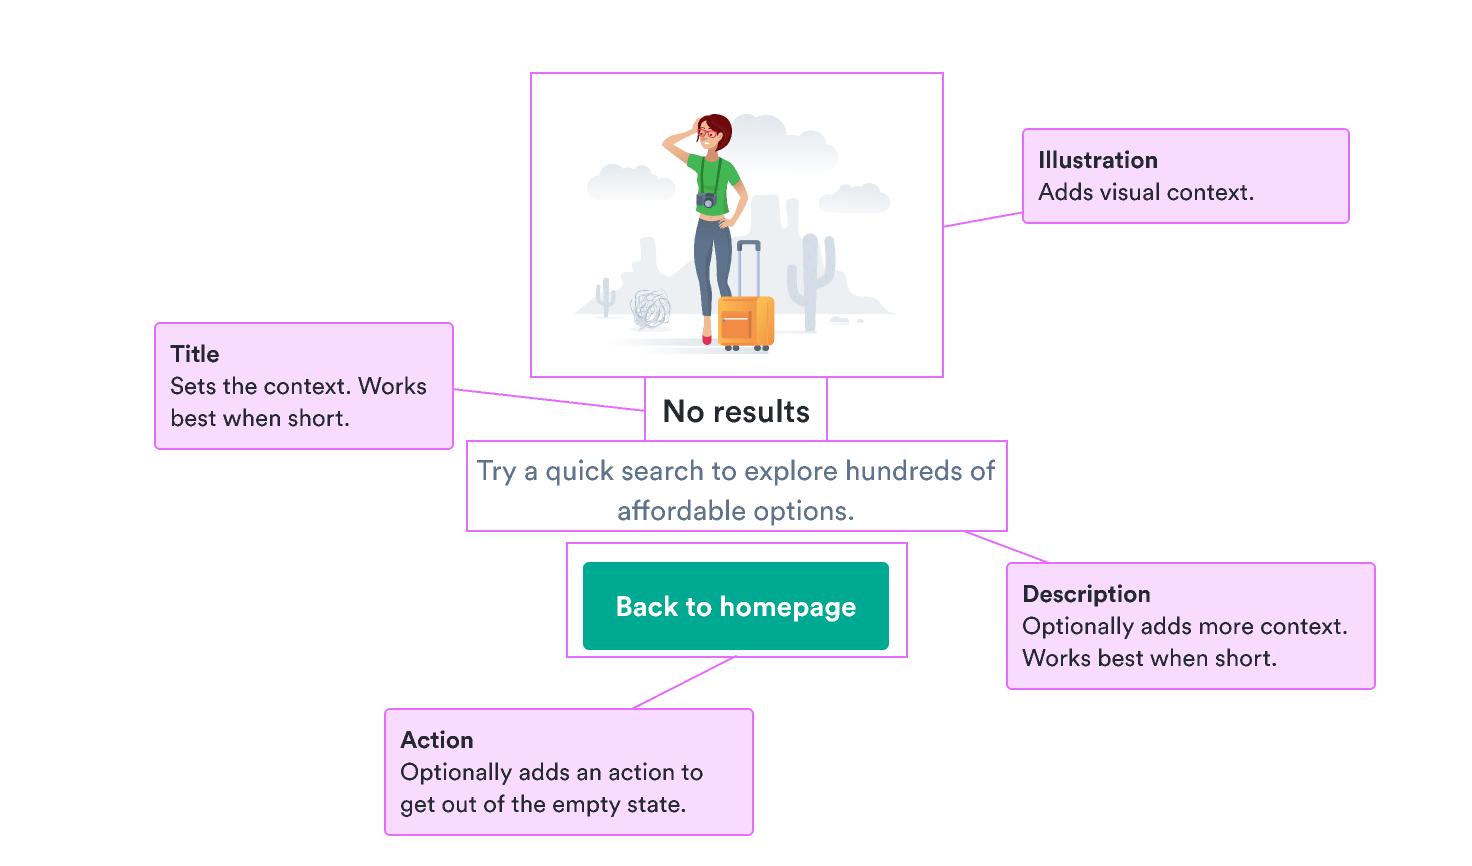 Illustration
Adds visual context.
Title
Sets the context. Works
best when short.
No results
Try a quick search to explore hundreds of
affordable options.
Back to homepage
Description
Optionally adds more context.
Works best when short.
Action
Optionally adds an action to
get out of the empty state.